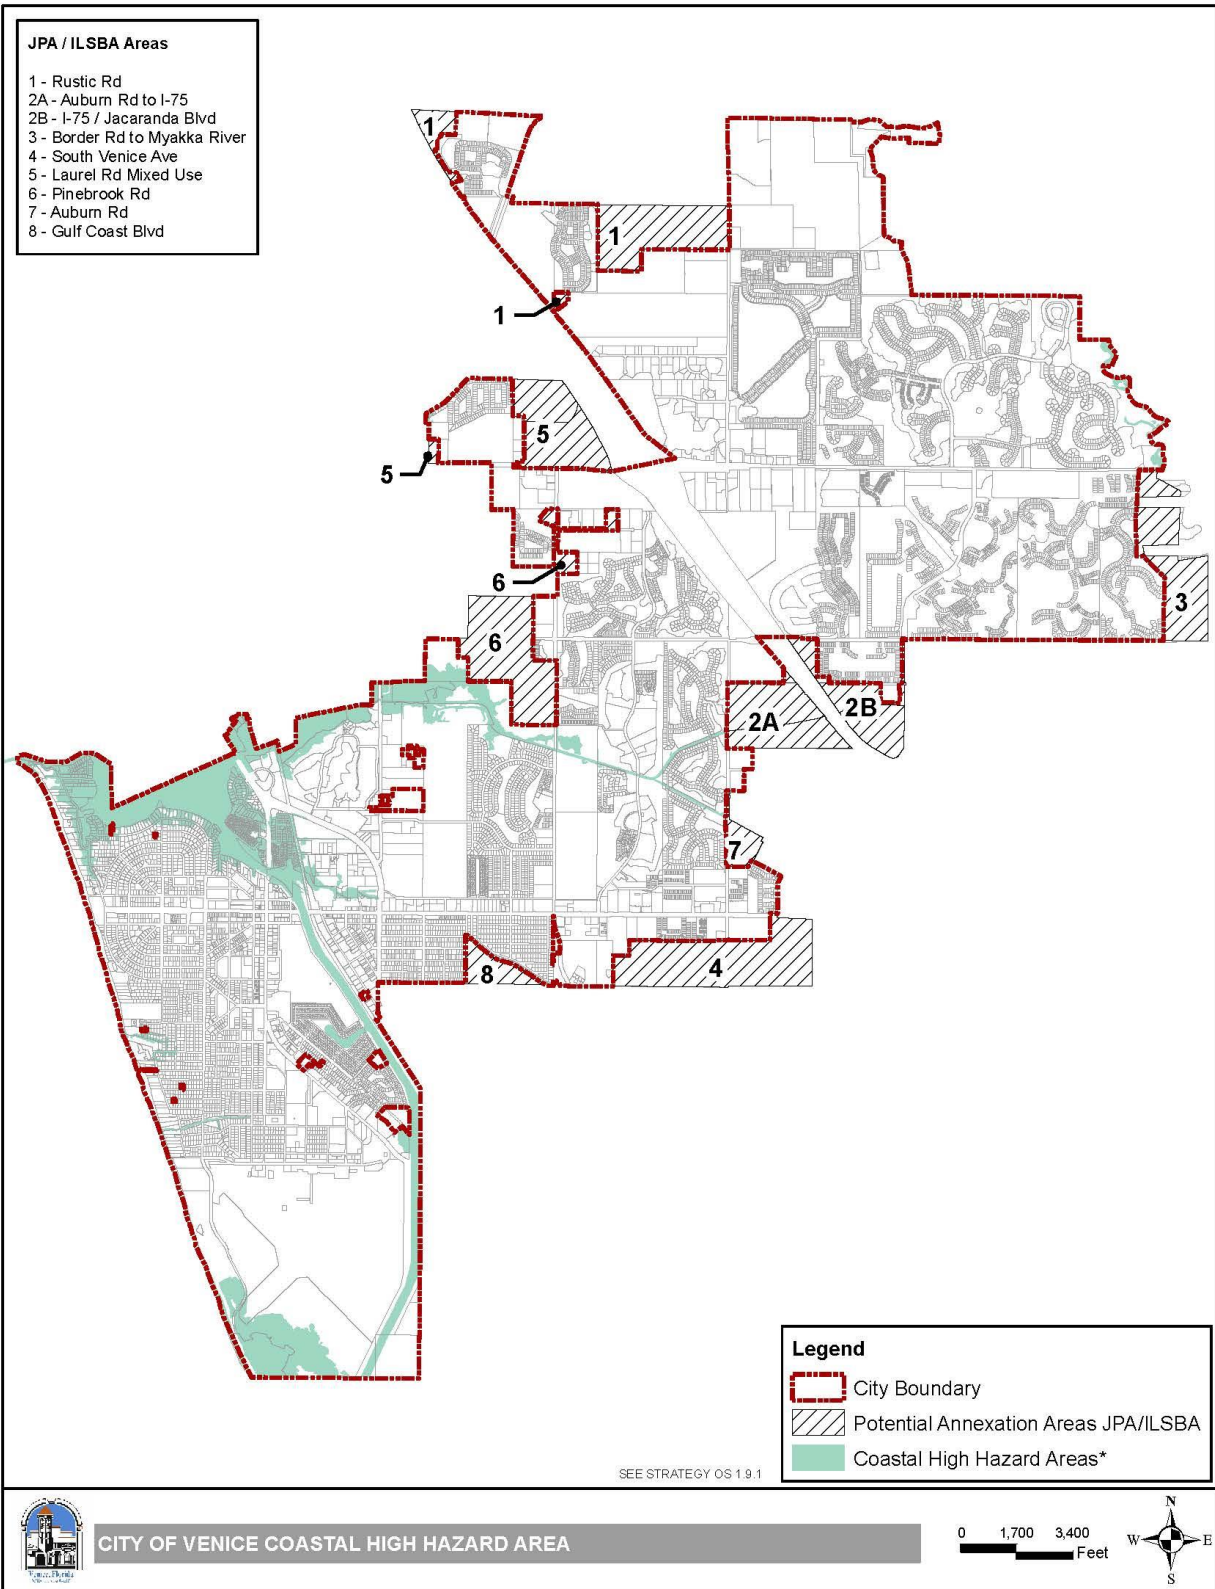 JPA / ILSBA Areas
1 - Rustic Rd
2A - Auburn Rd to I-75
2B - I-75 / Jacaranda Blvd
3 - Border Rd to Myakka River
4 - South Venice Ave
5 - Laurel Rd Mixed Use
6 - Pinebrook Rd
7 - Auburn Rd
8 - Gulf Coast Blvd
1
1
1
5
5
6
3
6
2A
2B
7
4
8
Legend
City Boundary
Potential Annexation Areas JPA/ILSBA
Coastal High Hazard Areas*
SEE STRATEGY OS 1.9.1
CITY OF VENICE COASTAL HIGH HAZARD AREA
0 1,700 3,400
Feet
N
W E
S
Venice, Florida